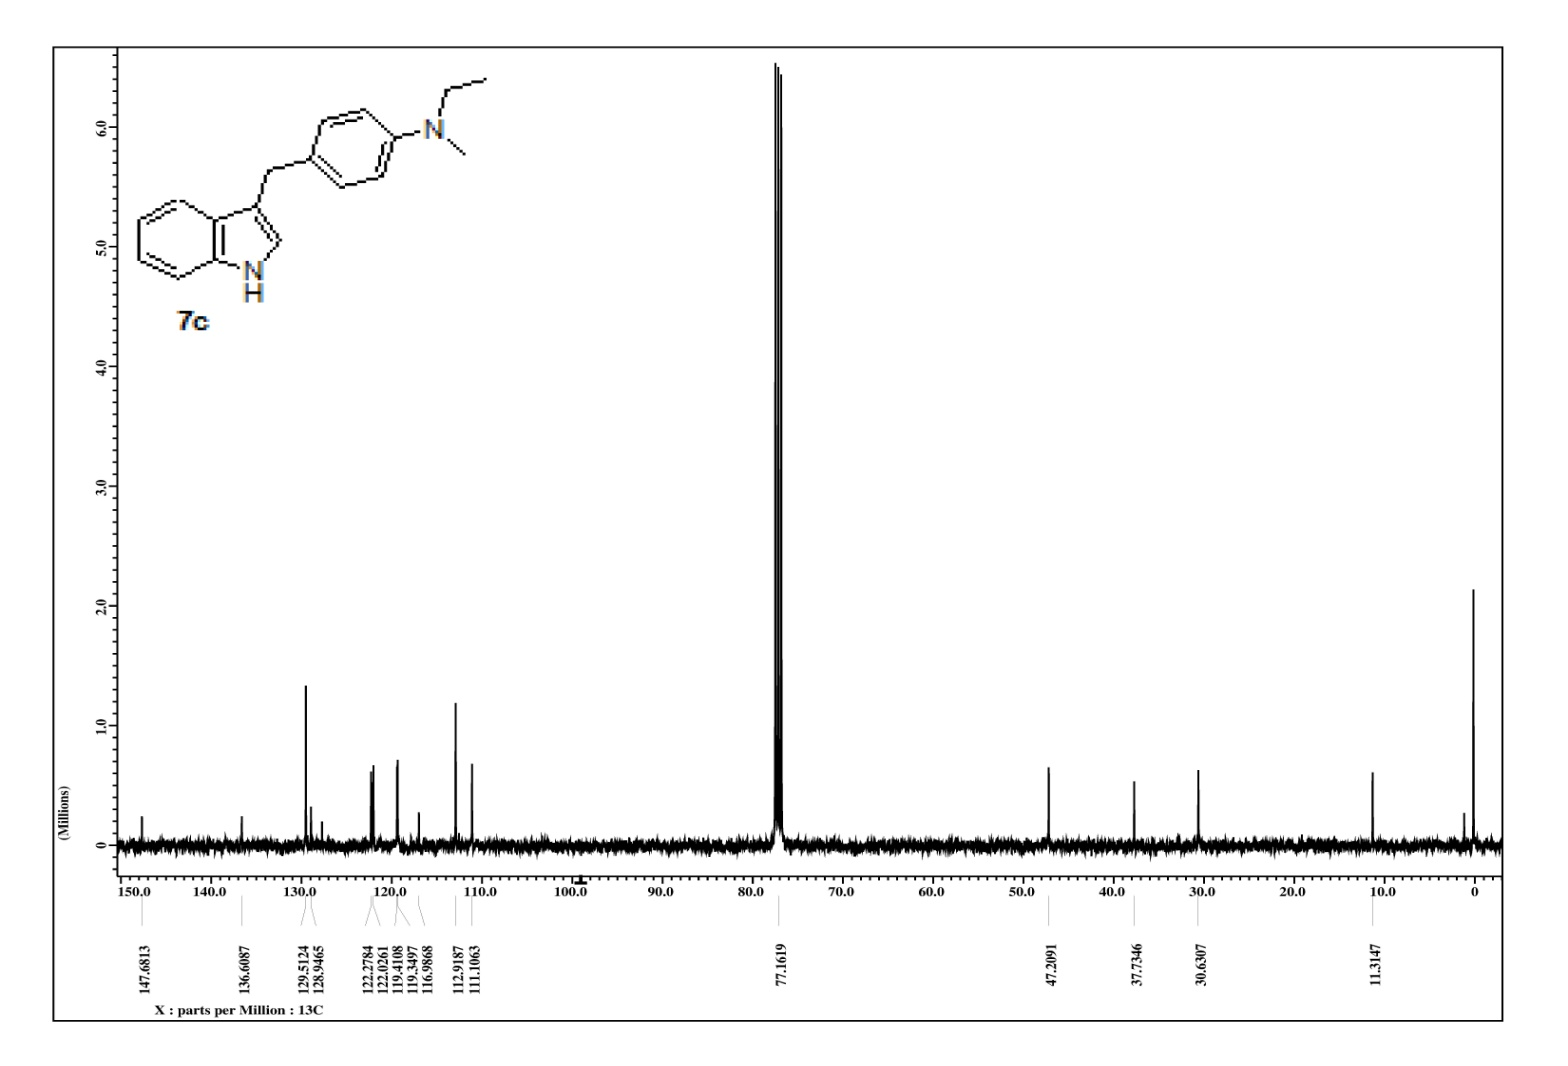 N
N
H
7c
6.0
5.0
4.0
3.0
2.0
1.0
0
(Millions)
150.0 140.0 130.0 120.0 110.0 100.0 90.0 80.0 70.0 60.0 50.0 40.0 30.0 20.0 10.0 0
147.6813 136.6087 129.5124 128.9465 122.2784 122.0261 119.4108 119.3497 116.9868 112.9187 111.1063 77.1619 47.2091 37.7346 30.6307 11.3147
X : parts per Million : 13C